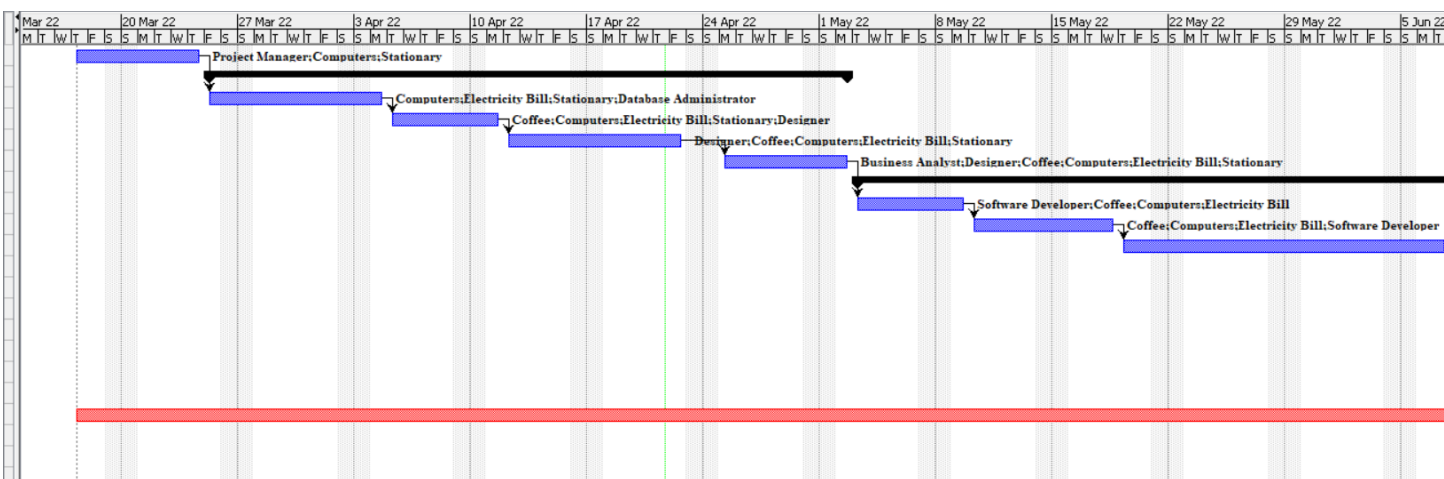 Mar 22 20 Mar 22 27 Mar 22 3 Apr 22 10 Apr 22 17 Apr 22 24 Apr 22 1 May 22 8 May 22 15 May 22 22 May 22 29 May 22 5 Jun 22
M T W T F S S M T W T F S S M T W T F S S M T W T F S S M T W T F S S M T W T F S S M T W T F S S M T W T F S S M T W T F S S M T W T F S S M T W T F S S M T W T F S S M T
Project Manager;Computers;Stationary
Computers;Electricity Bill;Stationary;Database Administrator
Coffee;Computers;Electricity Bill;Stationary;Designer
Designer;Coffee;Computers;Electricity Bill;Stationary
Business Analyst;Designer;Coffee;Computers;Electricity Bill;Stationary
Software Developer;Coffee;Computers;Electricity Bill
Coffee;Computers;Electricity Bill;Software Developer